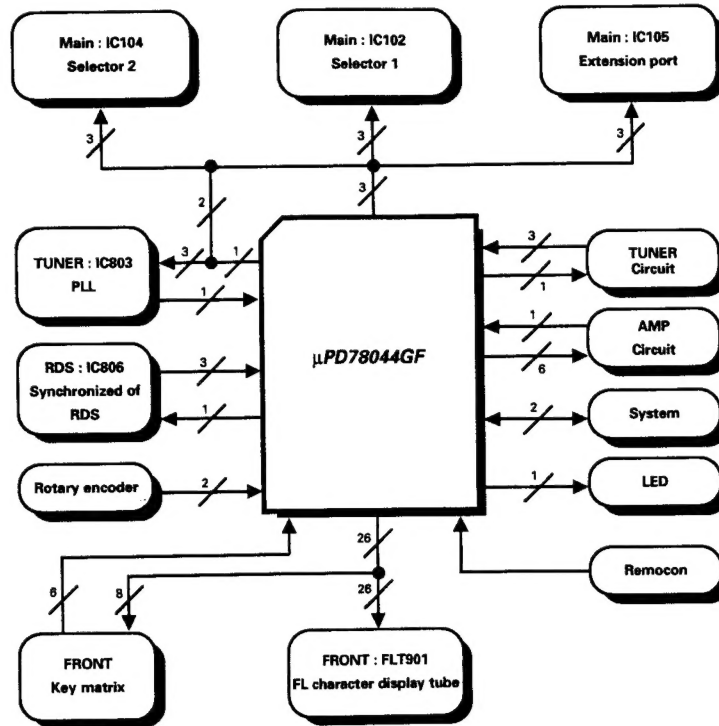 Main : IC104
Selector 2
Main : IC102
Selector 1
Main : IC105
Extension port
3
3
3
3
2
TUNER : IC803
PLL
3
1
1
µPD78044GF
3
1
TUNER
Circuit
1
6
AMP
Circuit
RDS : IC806
Synchronized of
RDS
3
1
2
System
Rotary encoder
2
1
LED
26
6
8
26
Remocon
FRONT
Key matrix
FRONT : FLT901
FL character display tube